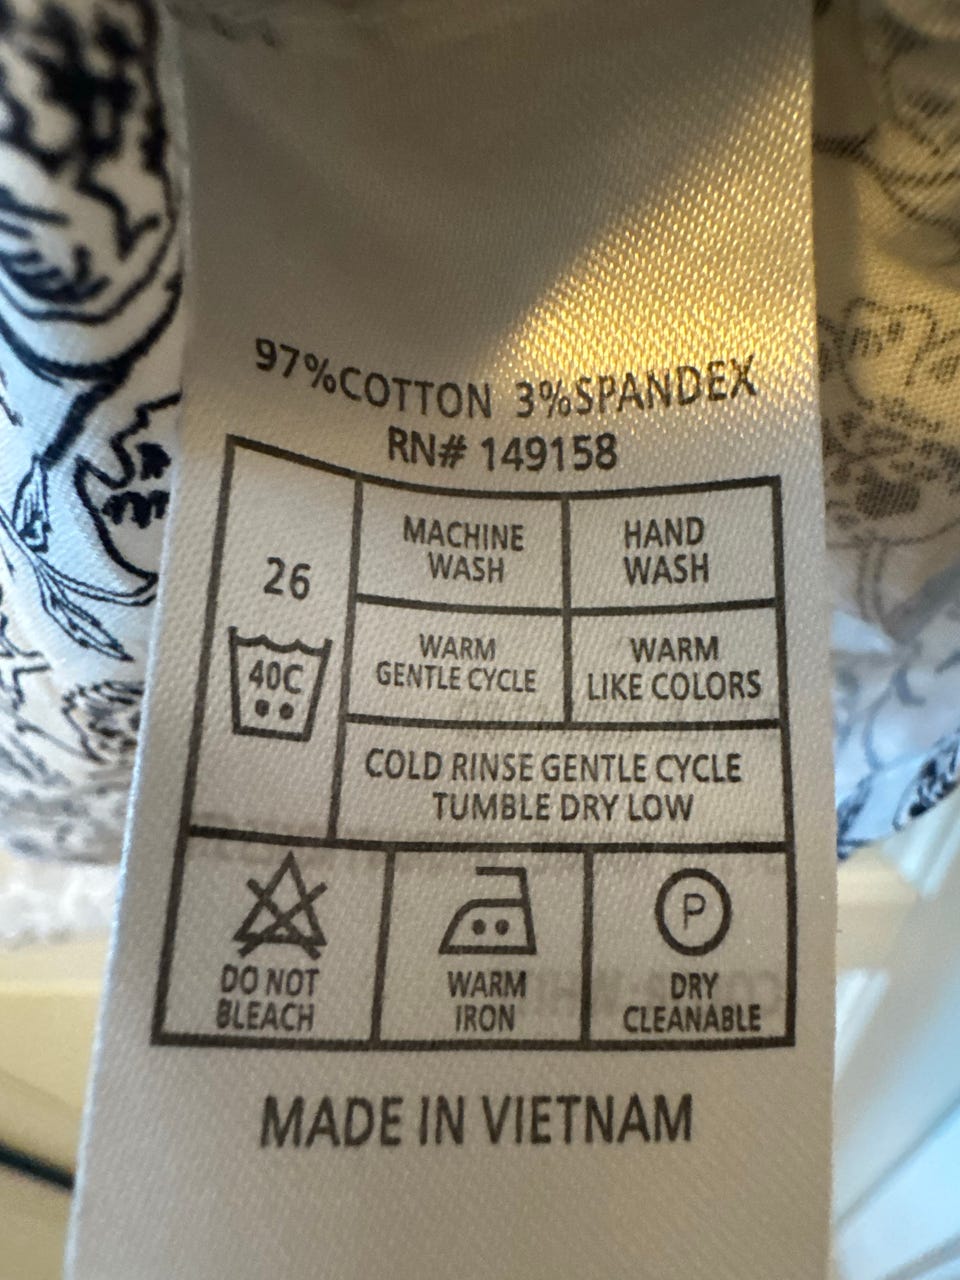 97%COTTON 3%SPANDEX
RN# 149158
26
40C
MACHINE
WASH
HAND
WASH
WARM
GENTLE CYCLE
WARM
LIKE COLORS
COLD RINSE GENTLE CYCLE
TUMBLE DRY LOW
DO NOT
BLEACH
WARM
IRON
P
DRY
CLEANABLE
MADE IN VIETNAM